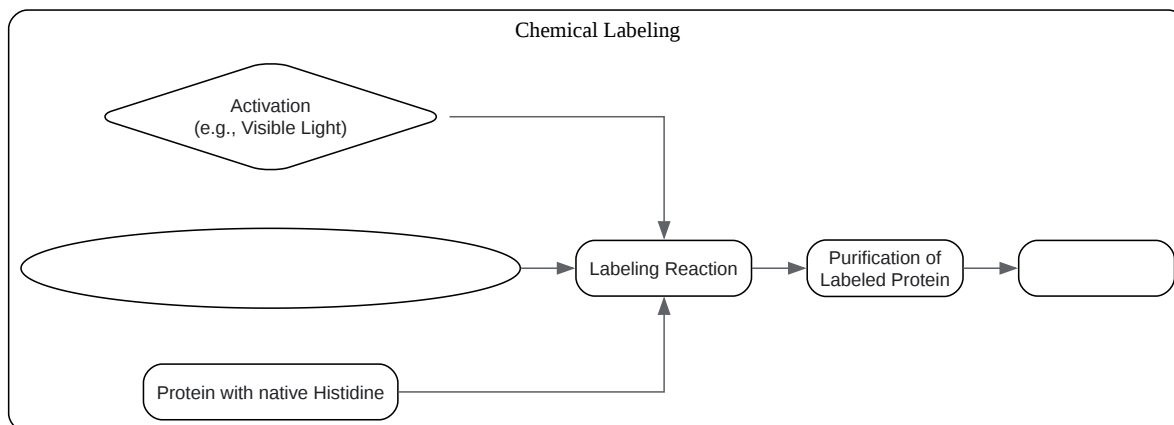 Chemical Labeling
Activation
(e.g., Visible Light)
Labeling Reaction
Purification of
Labeled Protein
Protein with native Histidine